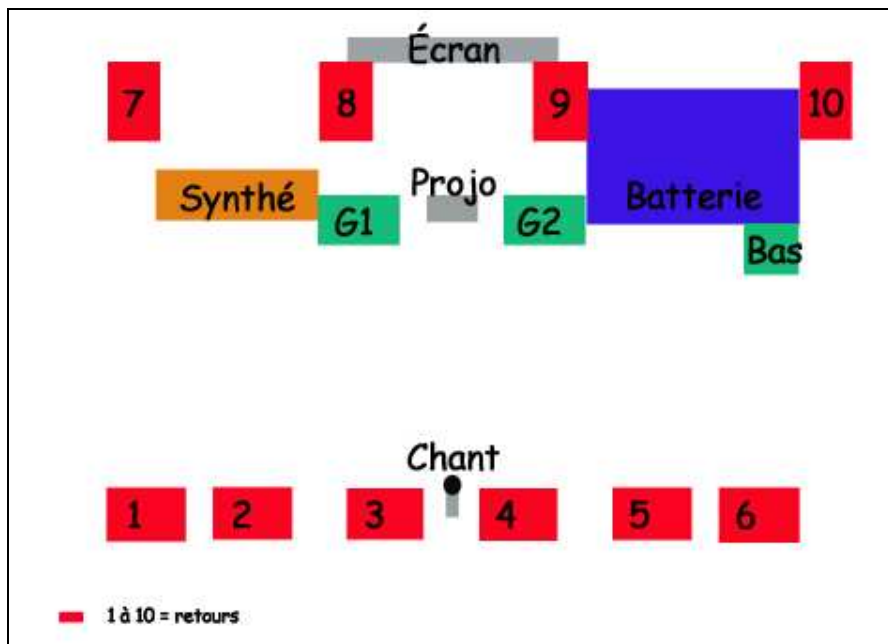 Écran
7 8 9 10
Synthé Projo Batterie
G1 G2
Bas
Chant
1 2 3 4 5 6
1 à 10 = retours